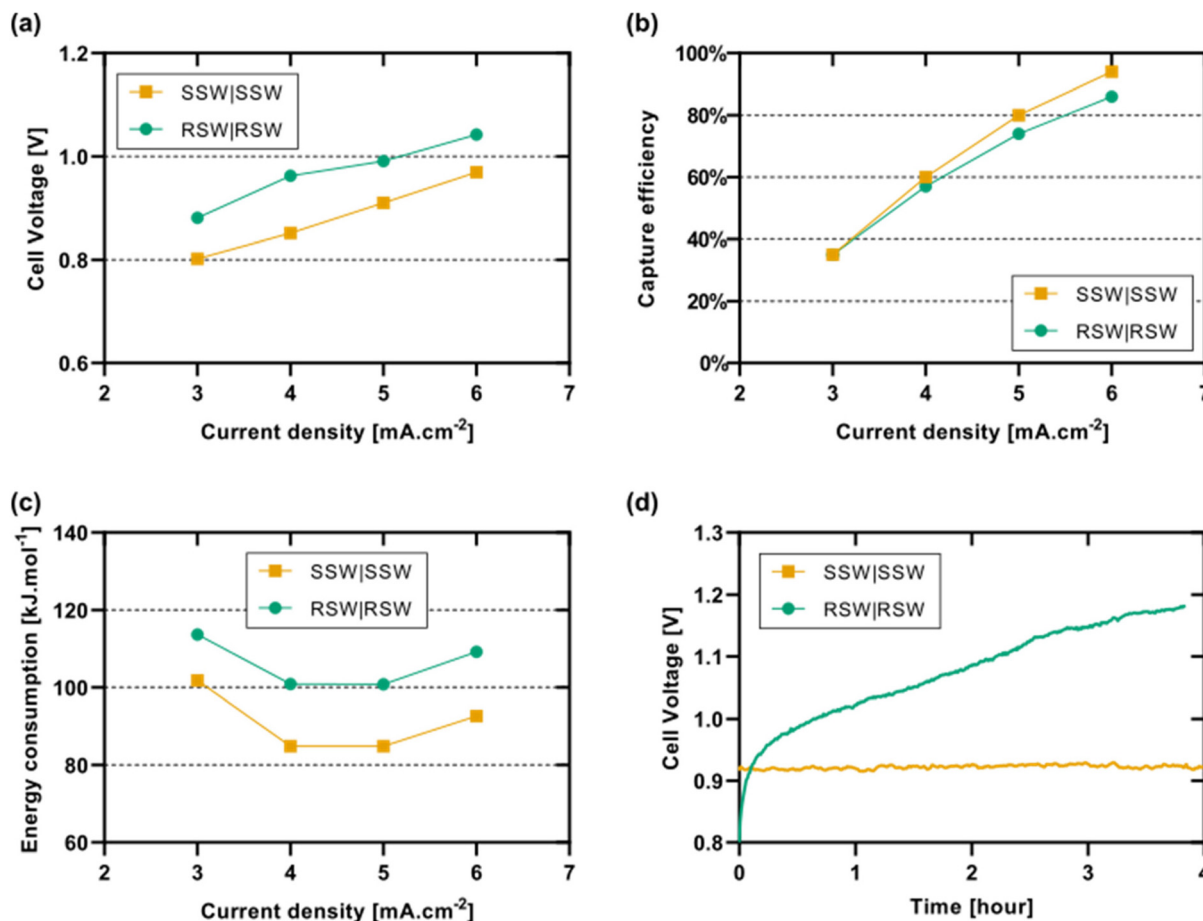 (a)
1.2
1.0
0.8
0.6
Cell Voltage [V]
SSW|SSW
RSW|RSW
2 3 4 5 6 7
Current density [mA.cm⁻²]
(b)
100%
80%
60%
40%
20%
0%
Capture efficiency
SSW|SSW
RSW|RSW
2 3 4 5 6 7
Current density [mA.cm⁻²]
(c)
140
120
100
80
60
Energy consumption [kJ.mol⁻¹]
SSW|SSW
RSW|RSW
2 3 4 5 6 7
Current density [mA.cm⁻²]
(d)
1.3
1.2
1.1
1.0
0.9
0.8
Cell Voltage [V]
SSW|SSW
RSW|RSW
0 1 2 3 4
Time [hour]